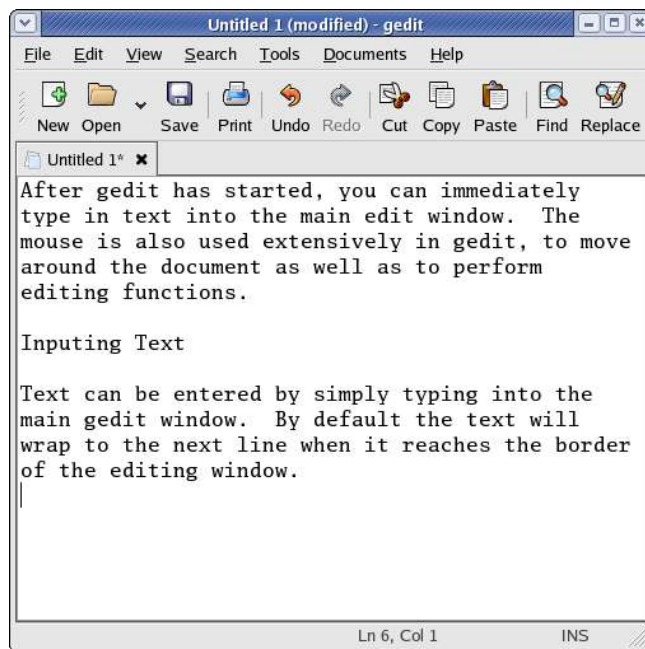 Untitled 1 (modified) - gedit
File Edit View Search Tools Documents Help
New Open Save Print Undo Redo Cut Copy Paste Find Replace
Untitled 1*
After gedit has started, you can immediately
type in text into the main edit window.  The
mouse is also used extensively in gedit, to move
around the document as well as to perform
editing functions.
Inputing Text
Text can be entered by simply typing into the
main gedit window.  By default the text will
wrap to the next line when it reaches the border
of the editing window.
Ln 6, Col 1 INS